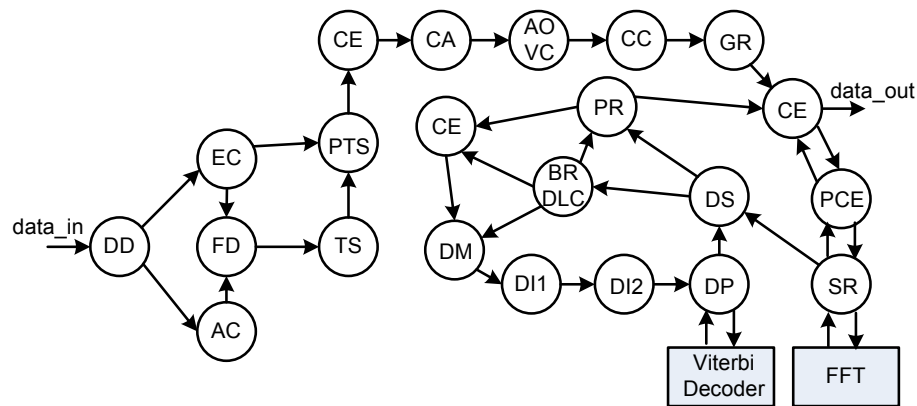 CE
CA
AO
VC
CC
GR
data_out
CE
PR
CE
EC
PTS
BR
DLC
DS
PCE
data_in
DD
FD
TS
DM
DI1
DI2
DP
SR
AC
Viterbi
Decoder
FFT